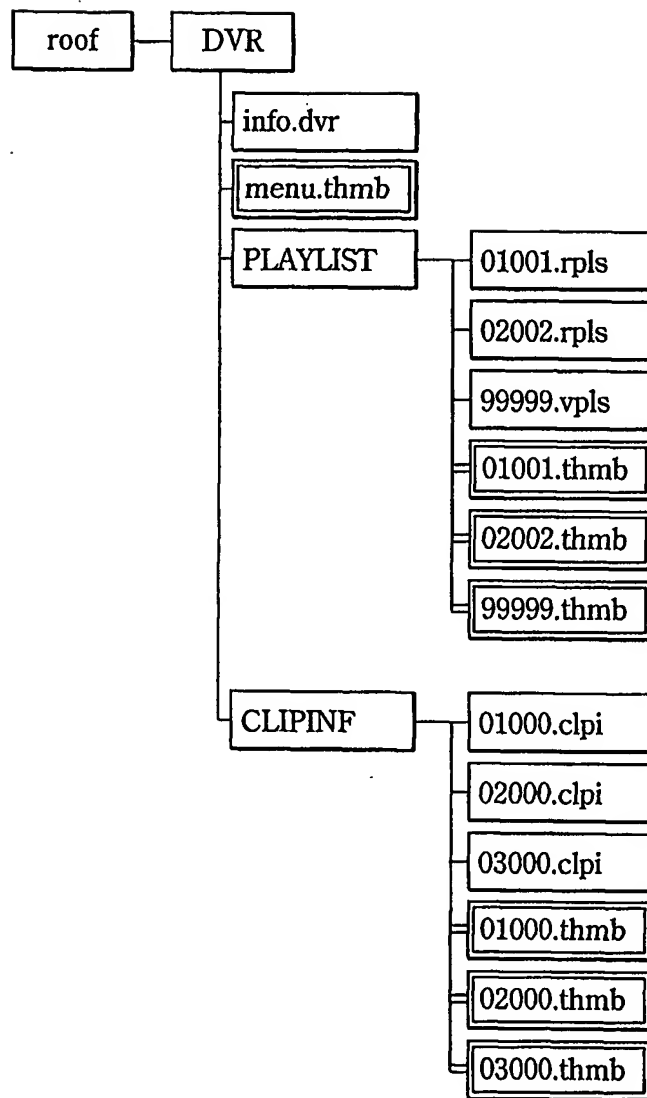 roof
DVR
info.dvr
menu.thmb
PLAYLIST
01001.rpls
02002.rpls
99999.vpls
01001.thmb
02002.thmb
99999.thmb
CLIPINF
01000.clpi
02000.clpi
03000.clpi
01000.thmb
02000.thmb
03000.thmb